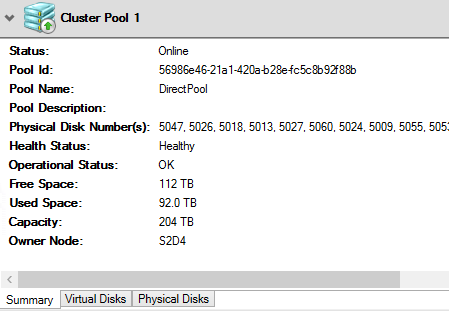 Cluster Pool 1
Status: Online
Pool Id: 56986e46-21a1-420a-b28e-fc5c8b92f88b
Pool Name: DirectPool
Pool Description:
Physical Disk Number(s): 5047, 5026, 5018, 5013, 5027, 5060, 5024, 5009, 5055, 505
Health Status: Healthy
Operational Status: OK
Free Space: 112 TB
Used Space: 92.0 TB
Capacity: 204 TB
Owner Node: S2D4
Summary Virtual Disks Physical Disks